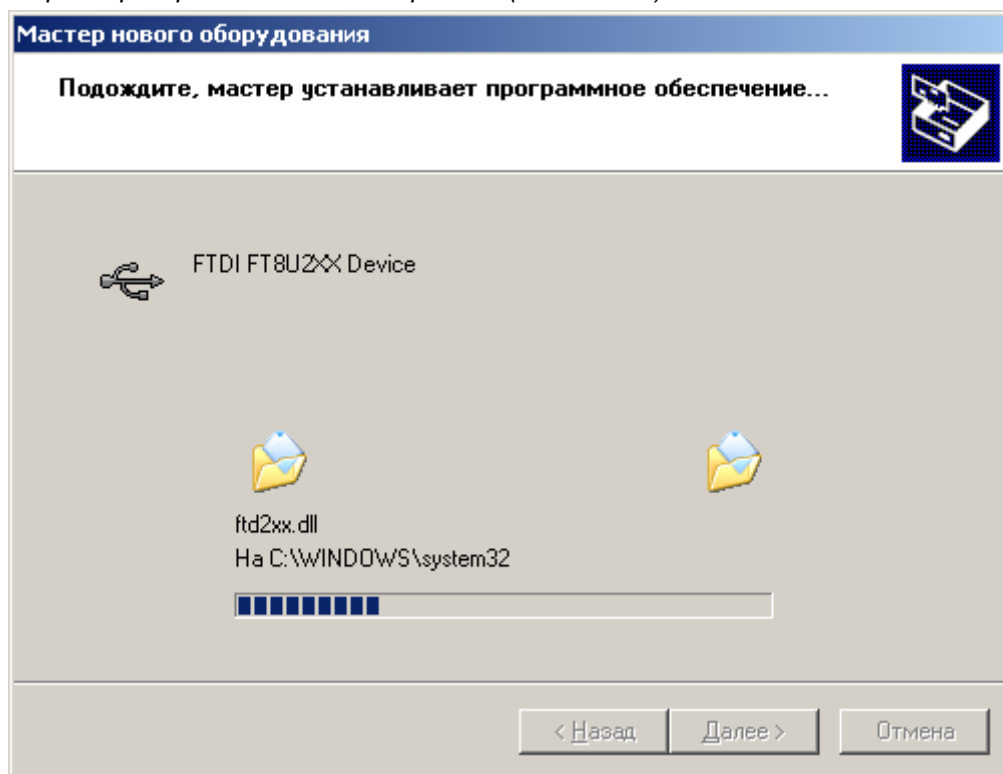 Мастер нового оборудования
Подождите, мастер устанавливает программное обеспечение...
FTDI FT8U2XX Device
ftd2xx.dll
На C:\WINDOWS\system32
< Назад
Далее >
Отмена